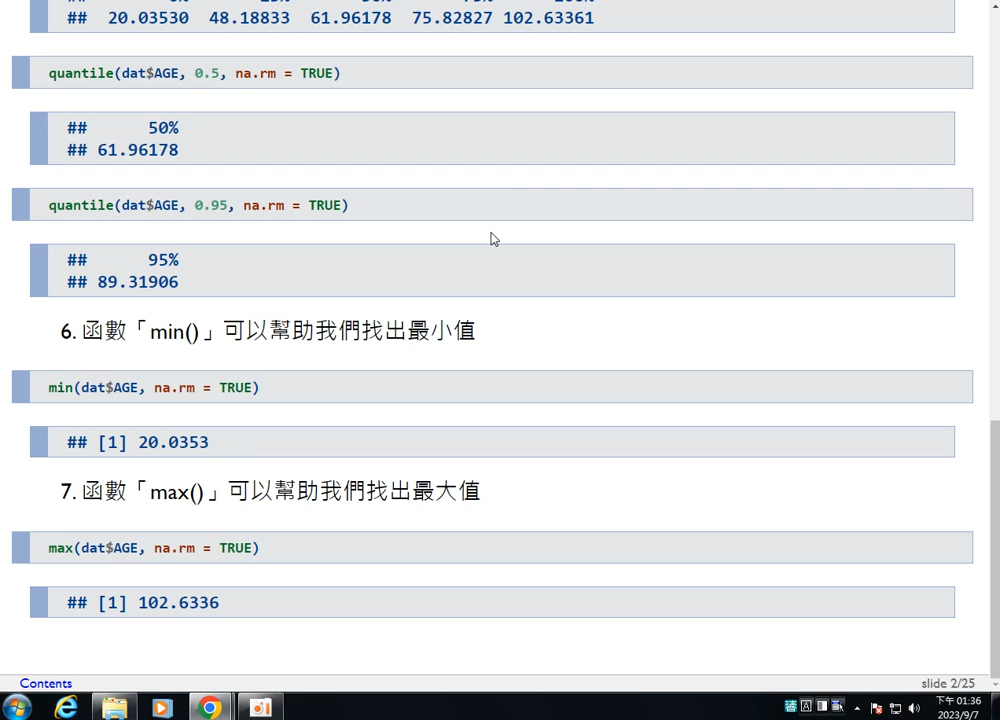 ## 20.03530 48.18833 61.96178 75.82827 102.63361
quantile(dat$AGE, 0.5, na.rm = TRUE)
## 50%
## 61.96178
quantile(dat$AGE, 0.95, na.rm = TRUE)
## 95%
## 89.31906
6. 函數「min()」可以幫助我們找出最小值
min(dat$AGE, na.rm = TRUE)
## [1] 20.0353
7. 函數「max()」可以幫助我們找出最大值
max(dat$AGE, na.rm = TRUE)
## [1] 102.6336
Contents
slide 2/25
下午 01:36
2023/9/7